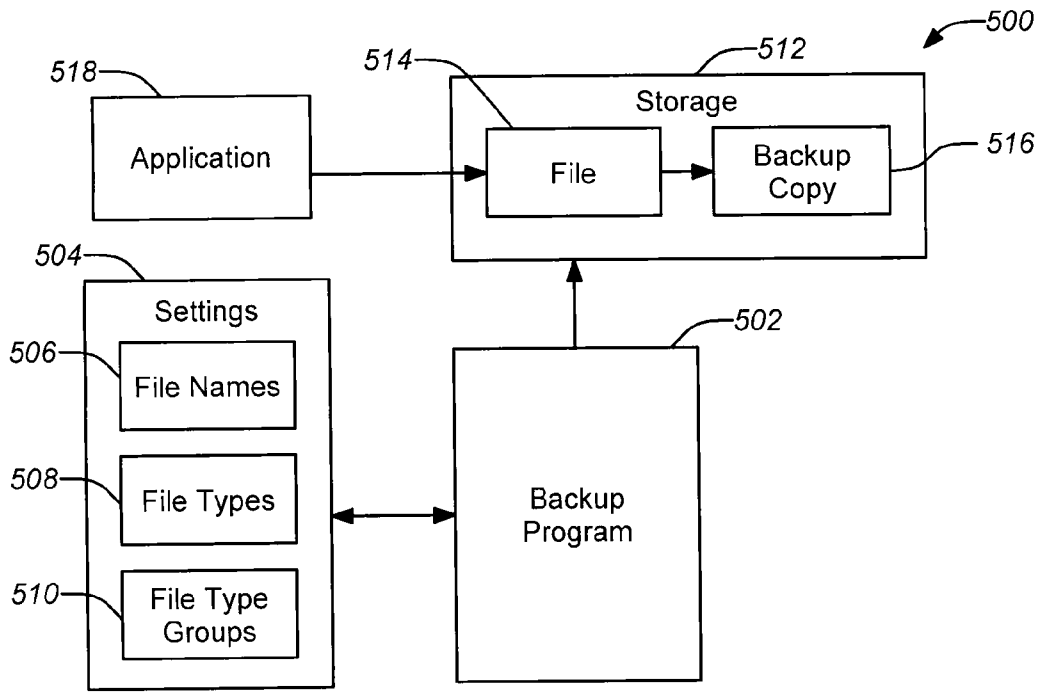 500
518
Application
514
512
Storage
File
Backup
Copy
516
504
Settings
506
File Names
508
File Types
510
File Type
Groups
502
Backup
Program